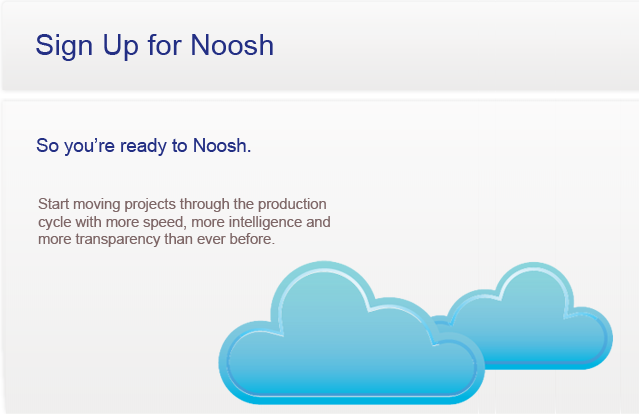 Sign Up for Noosh
So you’re ready to Noosh.
Start moving projects through the production
cycle with more speed, more intelligence and
more transparency than ever before.